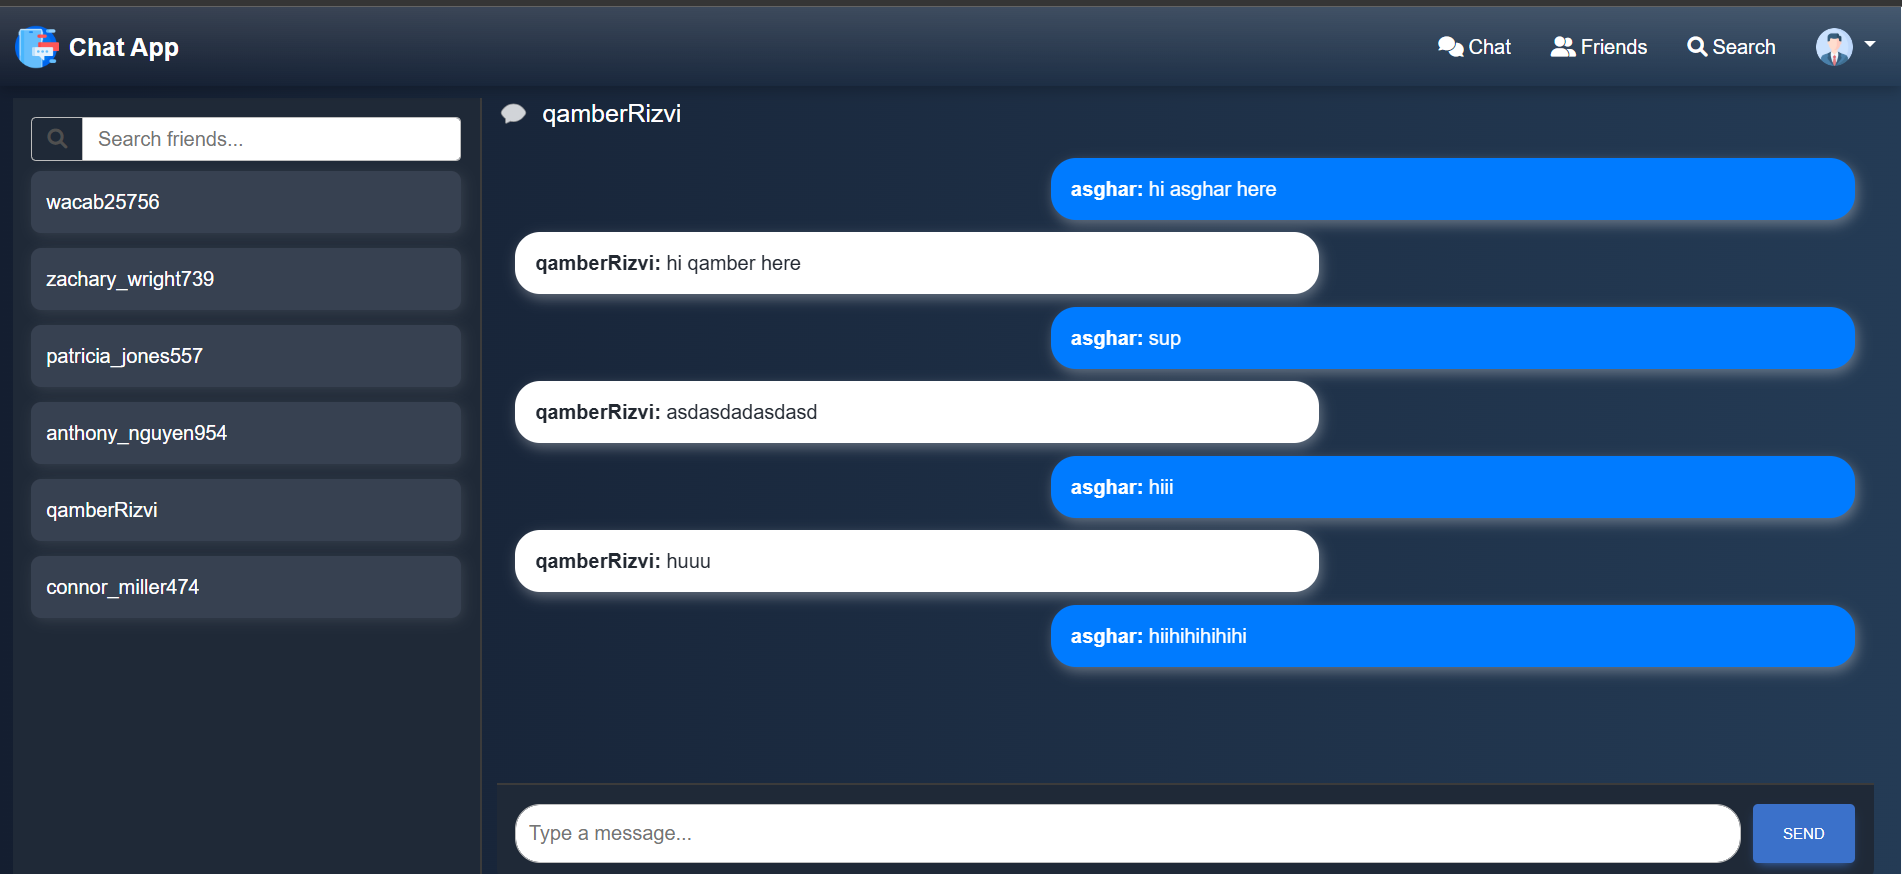 Chat App
Chat
Friends
Search
Search friends...
wacab25756
zachary_wright739
patricia_jones557
anthony_nguyen954
qamberRizvi
connor_miller474
qamberRizvi
asghar: hi asghar here
qamberRizvi: hi qamber here
asghar: sup
qamberRizvi: asdasdadasdasd
asghar: hiii
qamberRizvi: huuu
asghar: hiihihihihihi
Type a message...
SEND